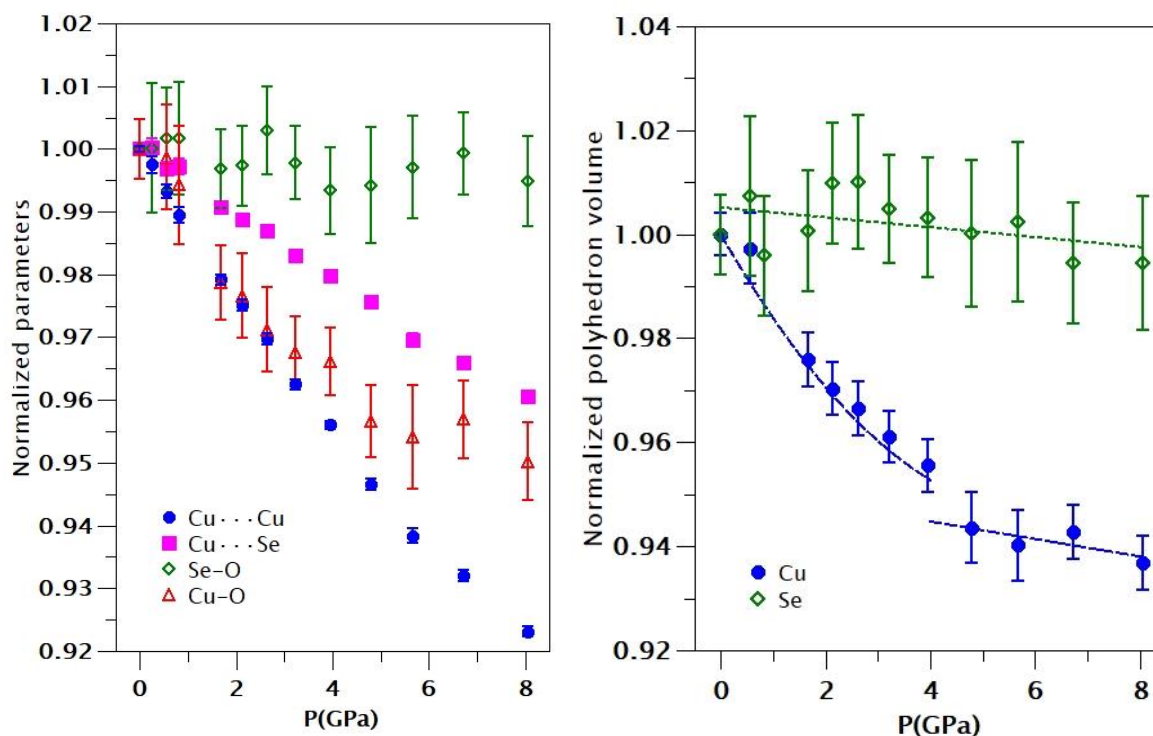 Normalized parameters
1.02
1.01
1.00
0.99
0.98
0.97
0.96
0.95
0.94
0.93
0.92
Cu · · · Cu
Cu · · · Se
Se–O
Cu–O
0 2 4 6 8
P(GPa)
Normalized polyhedron volume
1.04
1.02
1.00
0.98
0.96
0.94
0.92
Cu
Se
0 2 4 6 8
P(GPa)